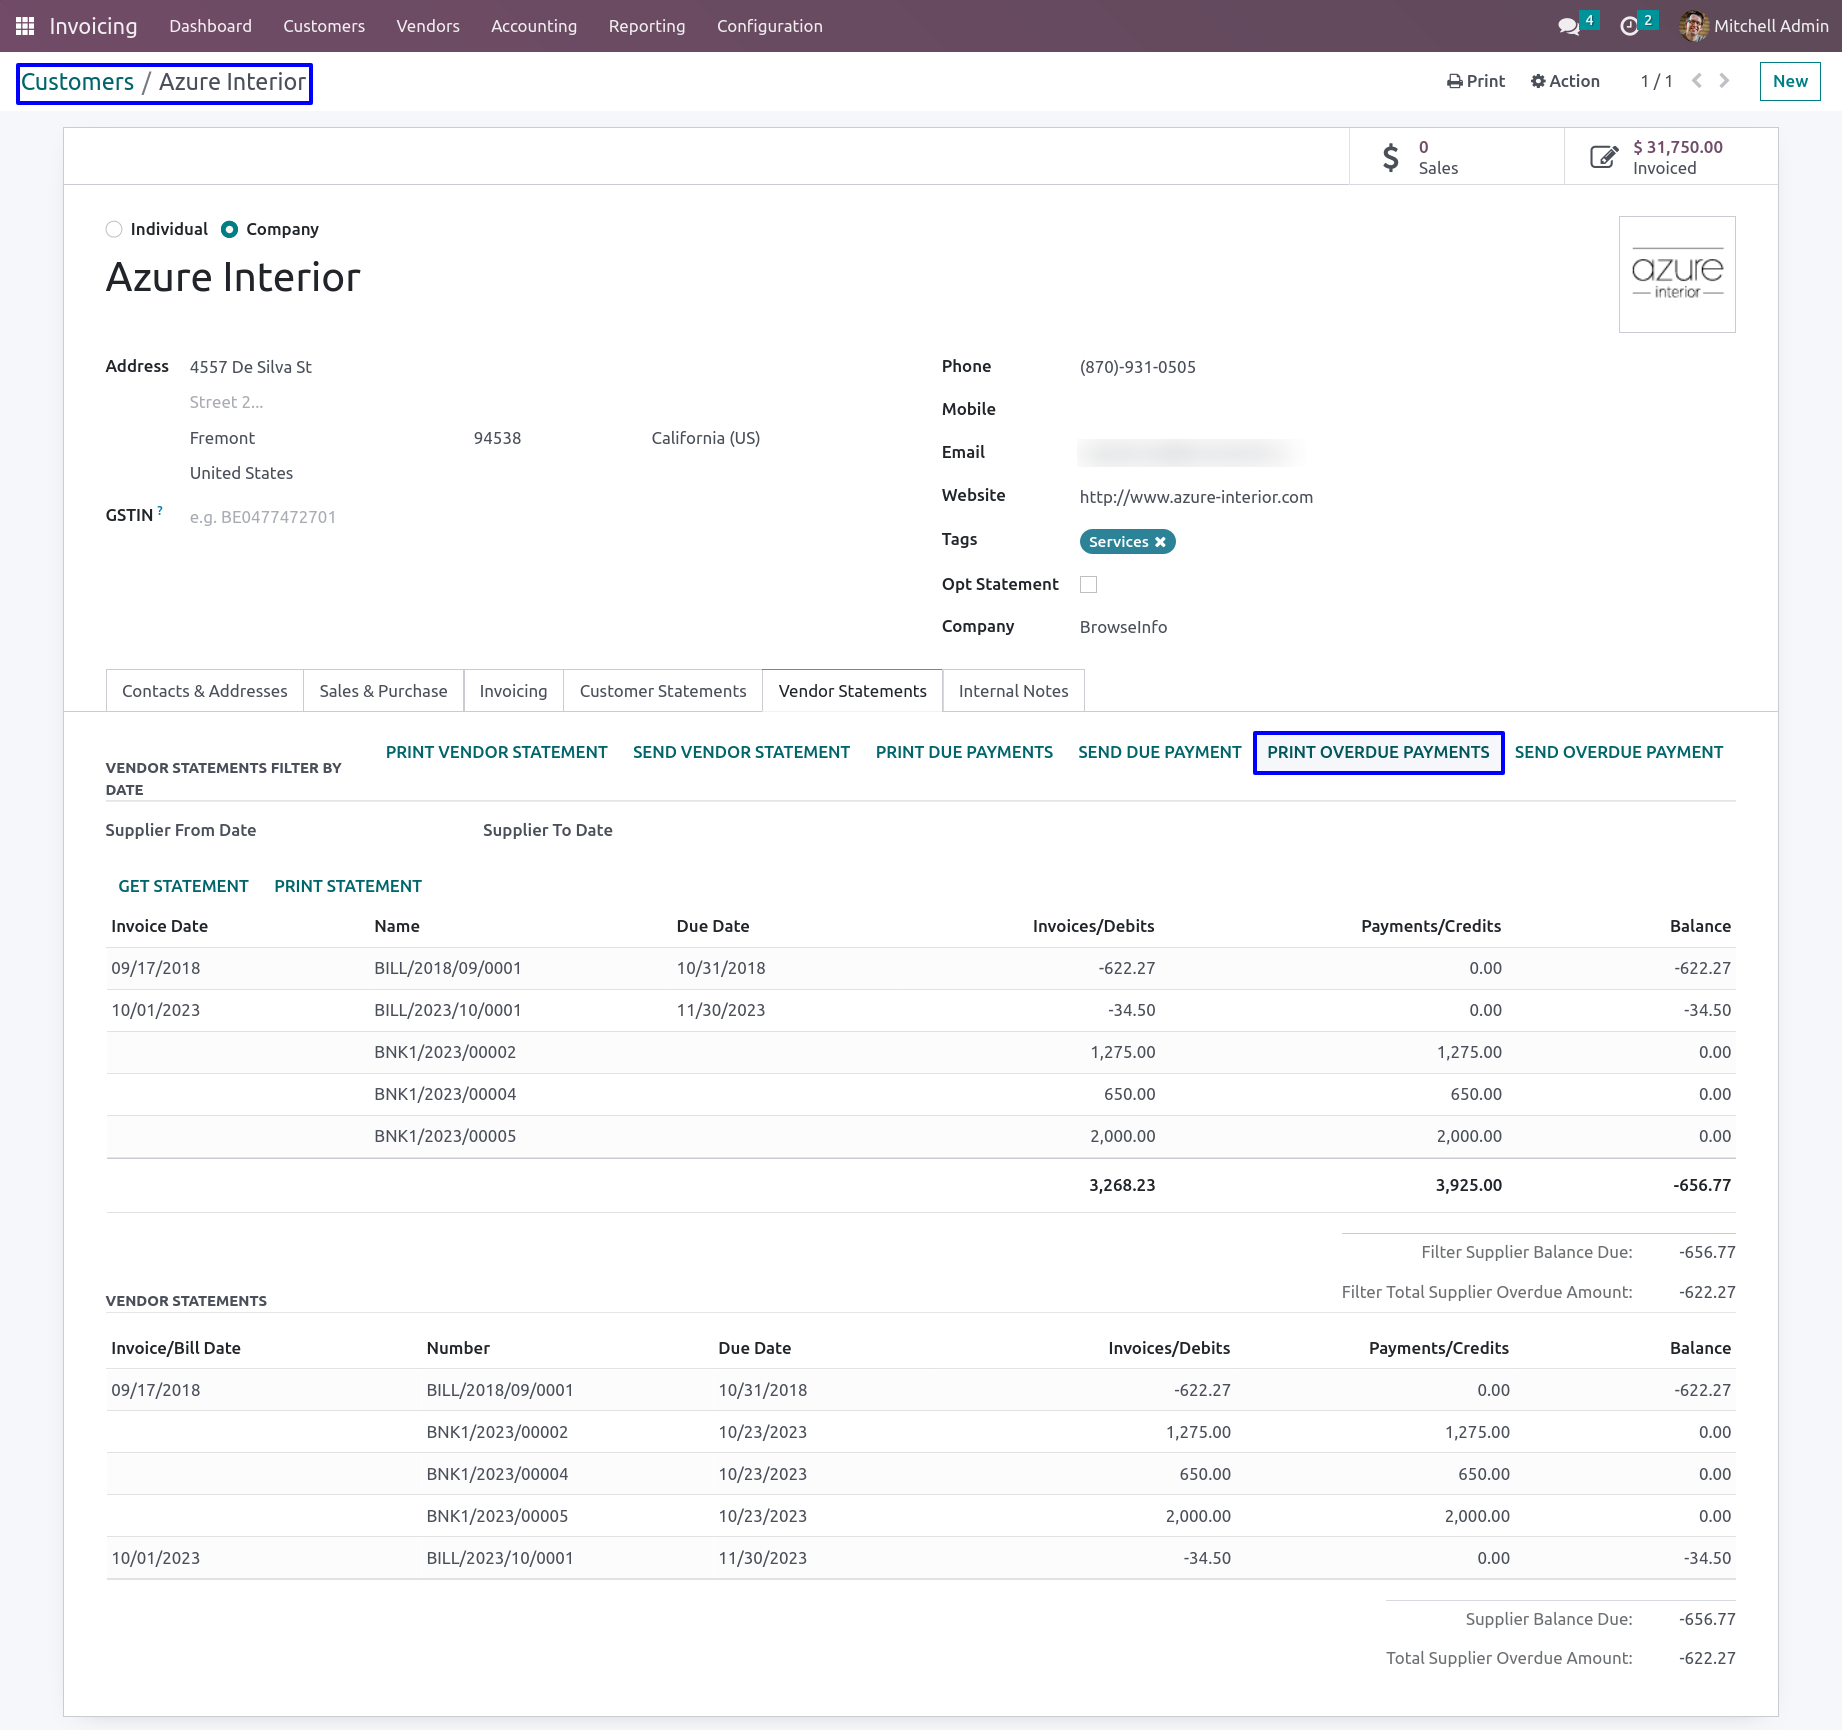 Invoicing Dashboard Customers Vendors Accounting Reporting Configuration 4 2 Mitchell Admin
Customers / Azure Interior Print Action 1 / 1 New
$ 0 Sales
$ 31,750.00 Invoiced
Individual Company
Azure Interior
azure
interior
Address 4557 De Silva St
Street 2...
Fremont 94538 California (US)
United States
GSTIN ? e.g. BE0477472701
Phone (870)-931-0505
Mobile
Email
Website http://www.azure-interior.com
Tags Services ✖
Opt Statement
Company BrowseInfo
Contacts & Addresses Sales & Purchase Invoicing Customer Statements Vendor Statements Internal Notes
PRINT VENDOR STATEMENT SEND VENDOR STATEMENT PRINT DUE PAYMENTS SEND DUE PAYMENT PRINT OVERDUE PAYMENTS SEND OVERDUE PAYMENT
VENDOR STATEMENTS FILTER BY
DATE
Supplier From Date Supplier To Date
GET STATEMENT PRINT STATEMENT
Invoice Date Name Due Date Invoices/Debits Payments/Credits Balance
09/17/2018 BILL/2018/09/0001 10/31/2018 -622.27 0.00 -622.27
10/01/2023 BILL/2023/10/0001 11/30/2023 -34.50 0.00 -34.50
BNK1/2023/00002 1,275.00 1,275.00 0.00
BNK1/2023/00004 650.00 650.00 0.00
BNK1/2023/00005 2,000.00 2,000.00 0.00
3,268.23 3,925.00 -656.77
Filter Supplier Balance Due: -656.77
Filter Total Supplier Overdue Amount: -622.27
VENDOR STATEMENTS
Invoice/Bill Date Number Due Date Invoices/Debits Payments/Credits Balance
09/17/2018 BILL/2018/09/0001 10/31/2018 -622.27 0.00 -622.27
BNK1/2023/00002 10/23/2023 1,275.00 1,275.00 0.00
BNK1/2023/00004 10/23/2023 650.00 650.00 0.00
BNK1/2023/00005 10/23/2023 2,000.00 2,000.00 0.00
10/01/2023 BILL/2023/10/0001 11/30/2023 -34.50 0.00 -34.50
Supplier Balance Due: -656.77
Total Supplier Overdue Amount: -622.27